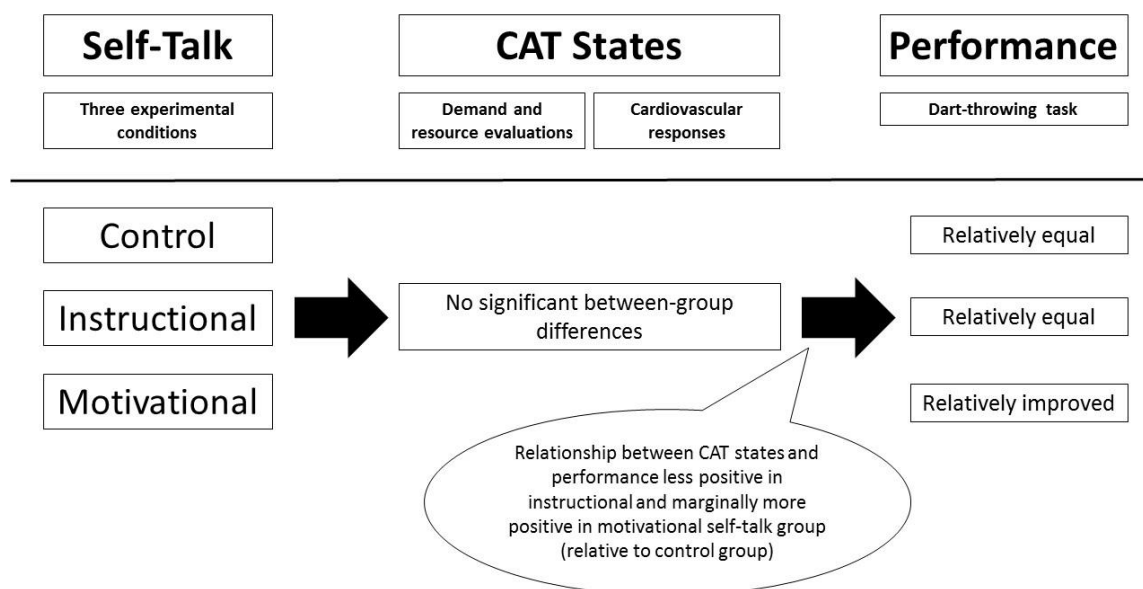 Self-Talk
CAT States
Performance
Three experimental
conditions
Demand and
resource evaluations
Cardiovascular
responses
Dart-throwing task
Control
Instructional
Motivational
No significant between-group
differences
Relatively equal
Relatively equal
Relatively improved
Relationship between CAT states and
performance less positive in
instructional and marginally more
positive in motivational self-talk group
(relative to control group)